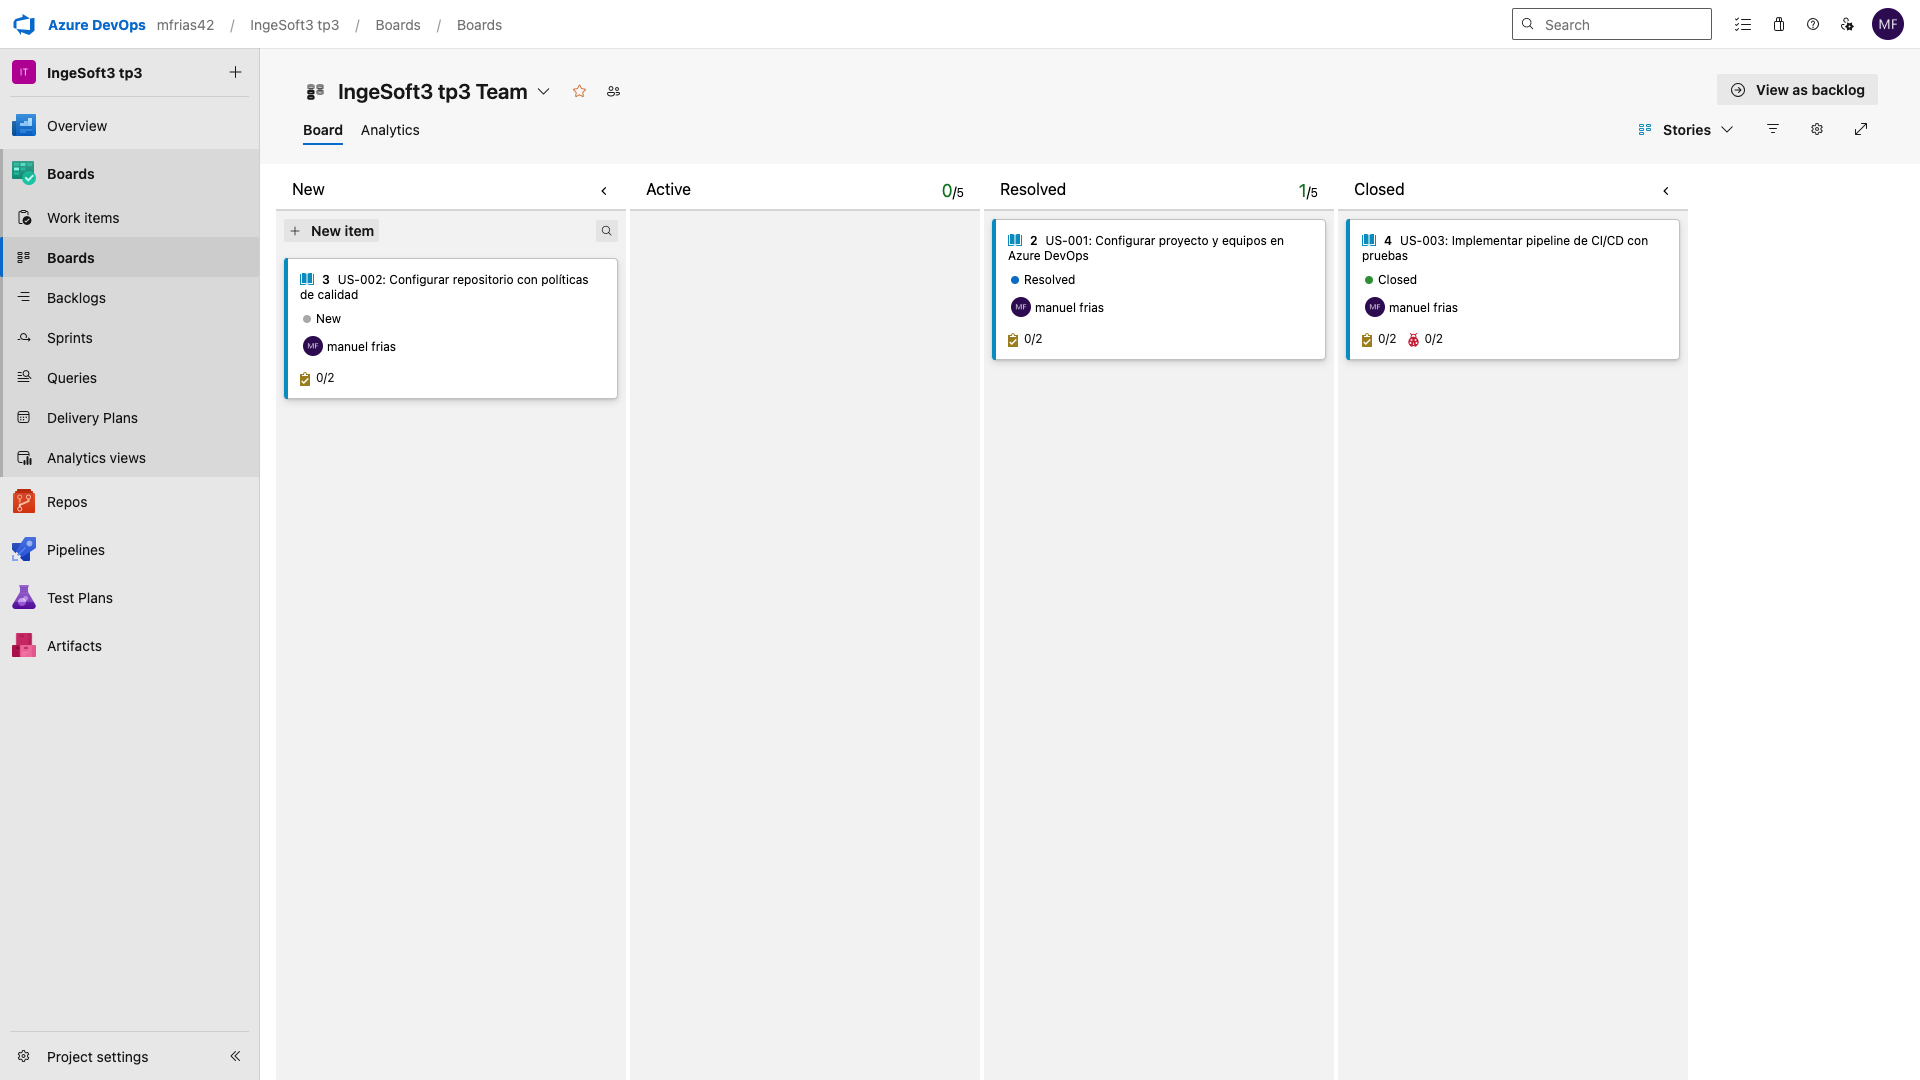 Azure DevOps mfrias42 / IngeSoft3 tp3 / Boards / Boards
Search
MF
IT IngeSoft3 tp3
Overview
Boards
Work items
Boards
Backlogs
Sprints
Queries
Delivery Plans
Analytics views
Repos
Pipelines
Test Plans
Artifacts
Project settings
IngeSoft3 tp3 Team
View as backlog
Board Analytics
Stories
New
Active 0/5
Resolved 1/5
Closed
New item
3 US-002: Configurar repositorio con políticas
de calidad
New
MF manuel frias
0/2
2 US-001: Configurar proyecto y equipos en
Azure DevOps
Resolved
MF manuel frias
0/2
4 US-003: Implementar pipeline de CI/CD con
pruebas
Closed
MF manuel frias
0/2 0/2